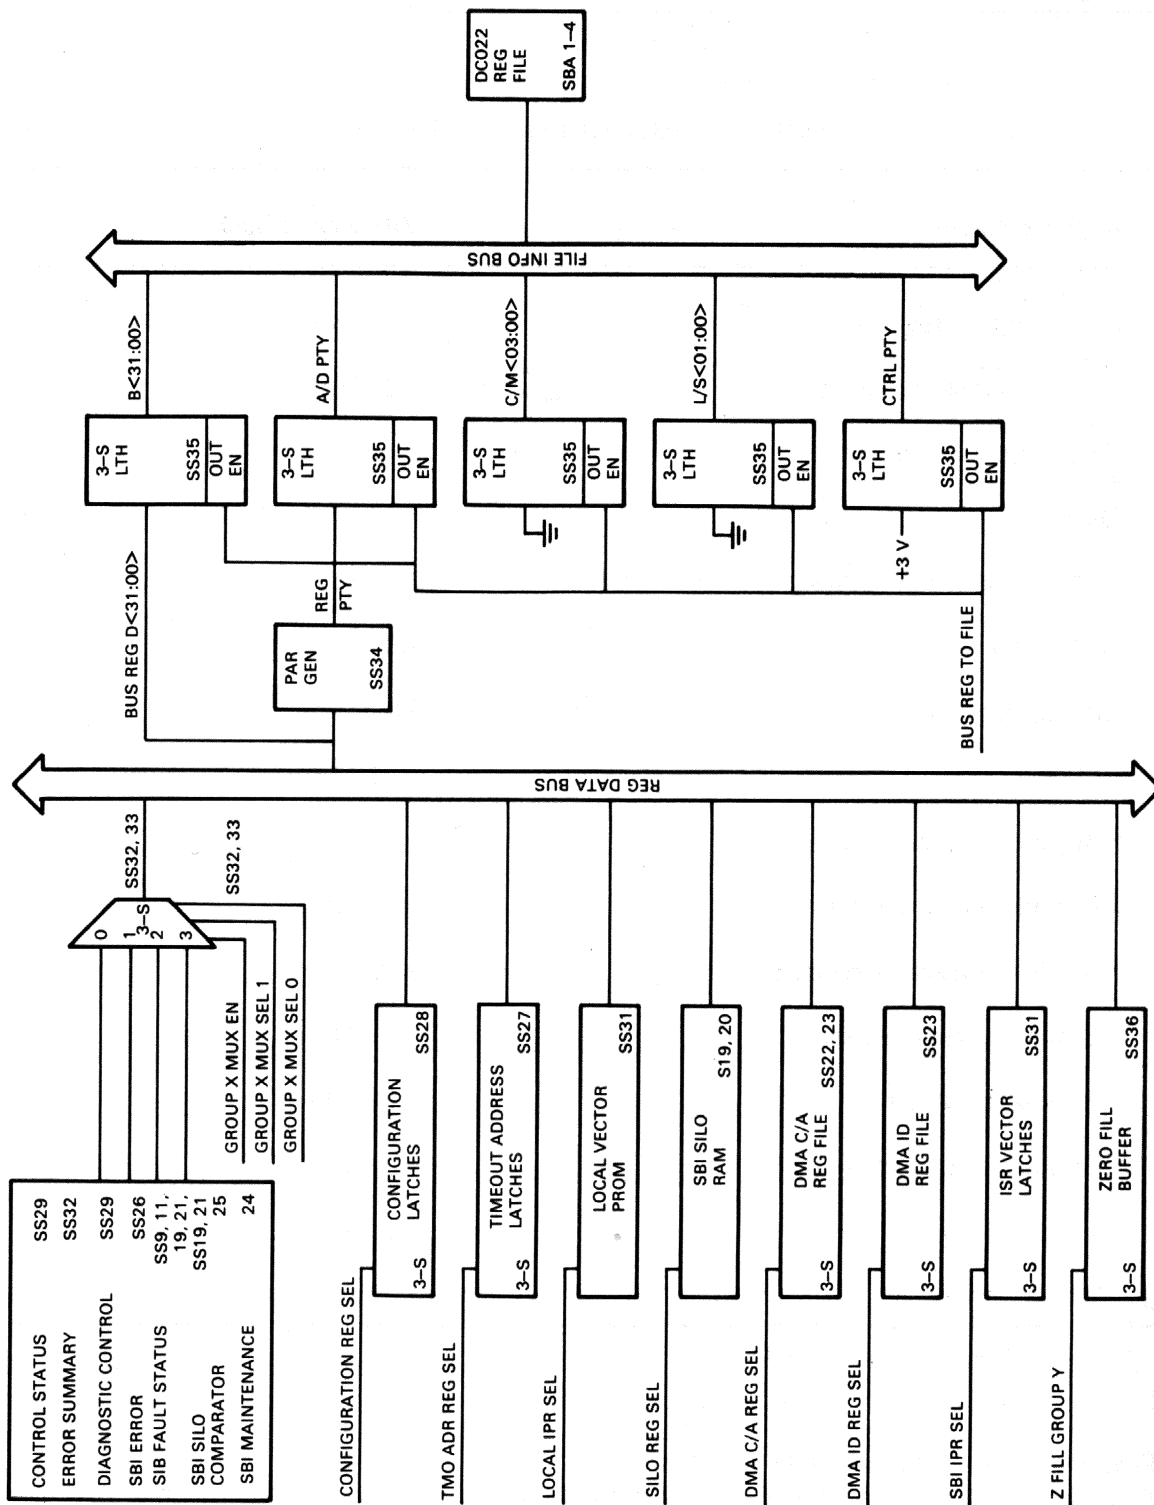 CONTROL STATUS SS29
ERROR SUMMARY SS32
DIAGNOSTIC CONTROL SS29
SBI ERROR SS26
SIB FAULT STATUS SS9, 11,
19, 21,
SBI SILO SS19, 21
COMPARATOR 25
SBI MAINTENANCE 24
0
1
2
3
3-S
SS32, 33
SS32, 33
GROUP X MUX EN
GROUP X MUX SEL 1
GROUP X MUX SEL 0
CONFIGURATION REG SEL
3-S
CONFIGURATION
LATCHES
SS28
TMO ADR REG SEL
3-S
TIMEOUT ADDRESS
LATCHES
SS27
LOCAL IPR SEL
LOCAL VECTOR
PROM
SS31
SILO REG SEL
SBI SILO
RAM
S19, 20
DMA C/A REG SEL
3-S
DMA C/A
REG FILE
SS22, 23
DMA ID REG SEL
3-S
DMA ID
REG FILE
SS23
SBI IPR SEL
3-S
ISR VECTOR
LATCHES
SS31
Z FILL GROUP Y
3-S
ZERO FILL
BUFFER
SS36
REG DATA BUS
BUS REG D<31:00>
PAR
GEN
SS34
REG
PTY
BUS REG TO FILE
3-S
LTH
SS35
OUT
EN
B<31:00>
3-S
LTH
SS35
OUT
EN
A/D PTY
3-S
LTH
SS35
OUT
EN
C/M<03:00>
3-S
LTH
SS35
OUT
EN
L/S<01:00>
+3 V
3-S
LTH
SS35
OUT
EN
CTRL PTY
FILE INFO BUS
DC022
REG
FILE
SBA 1-4